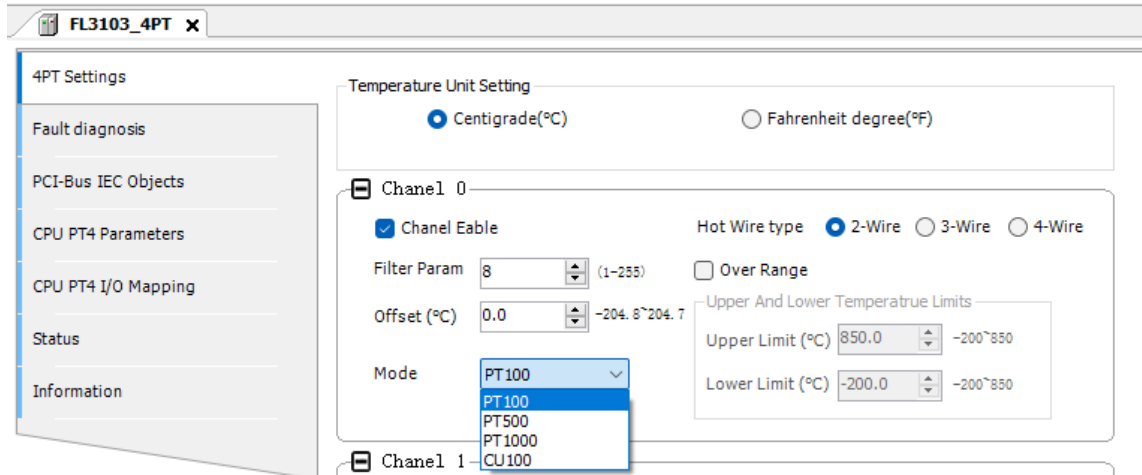 FL3103_4PT
4PT Settings
Fault diagnosis
PCI-Bus IEC Objects
CPU PT4 Parameters
CPU PT4 I/O Mapping
Status
Information
Temperature Unit Setting
Centigrade(°C) Fahrenheit degree(°F)
Chanel 0
Chanel Eable Hot Wire type 2-Wire 3-Wire 4-Wire
Filter Param 8 (1-255) Over Range
Upper And Lower Temperatrue Limits
Offset (°C) 0.0 -204.8~204.7
Upper Limit (°C) 850.0 -200~850
Mode PT100
Lower Limit (°C) -200.0 -200~850
PT100
PT500
PT1000
CU100
Chanel 1